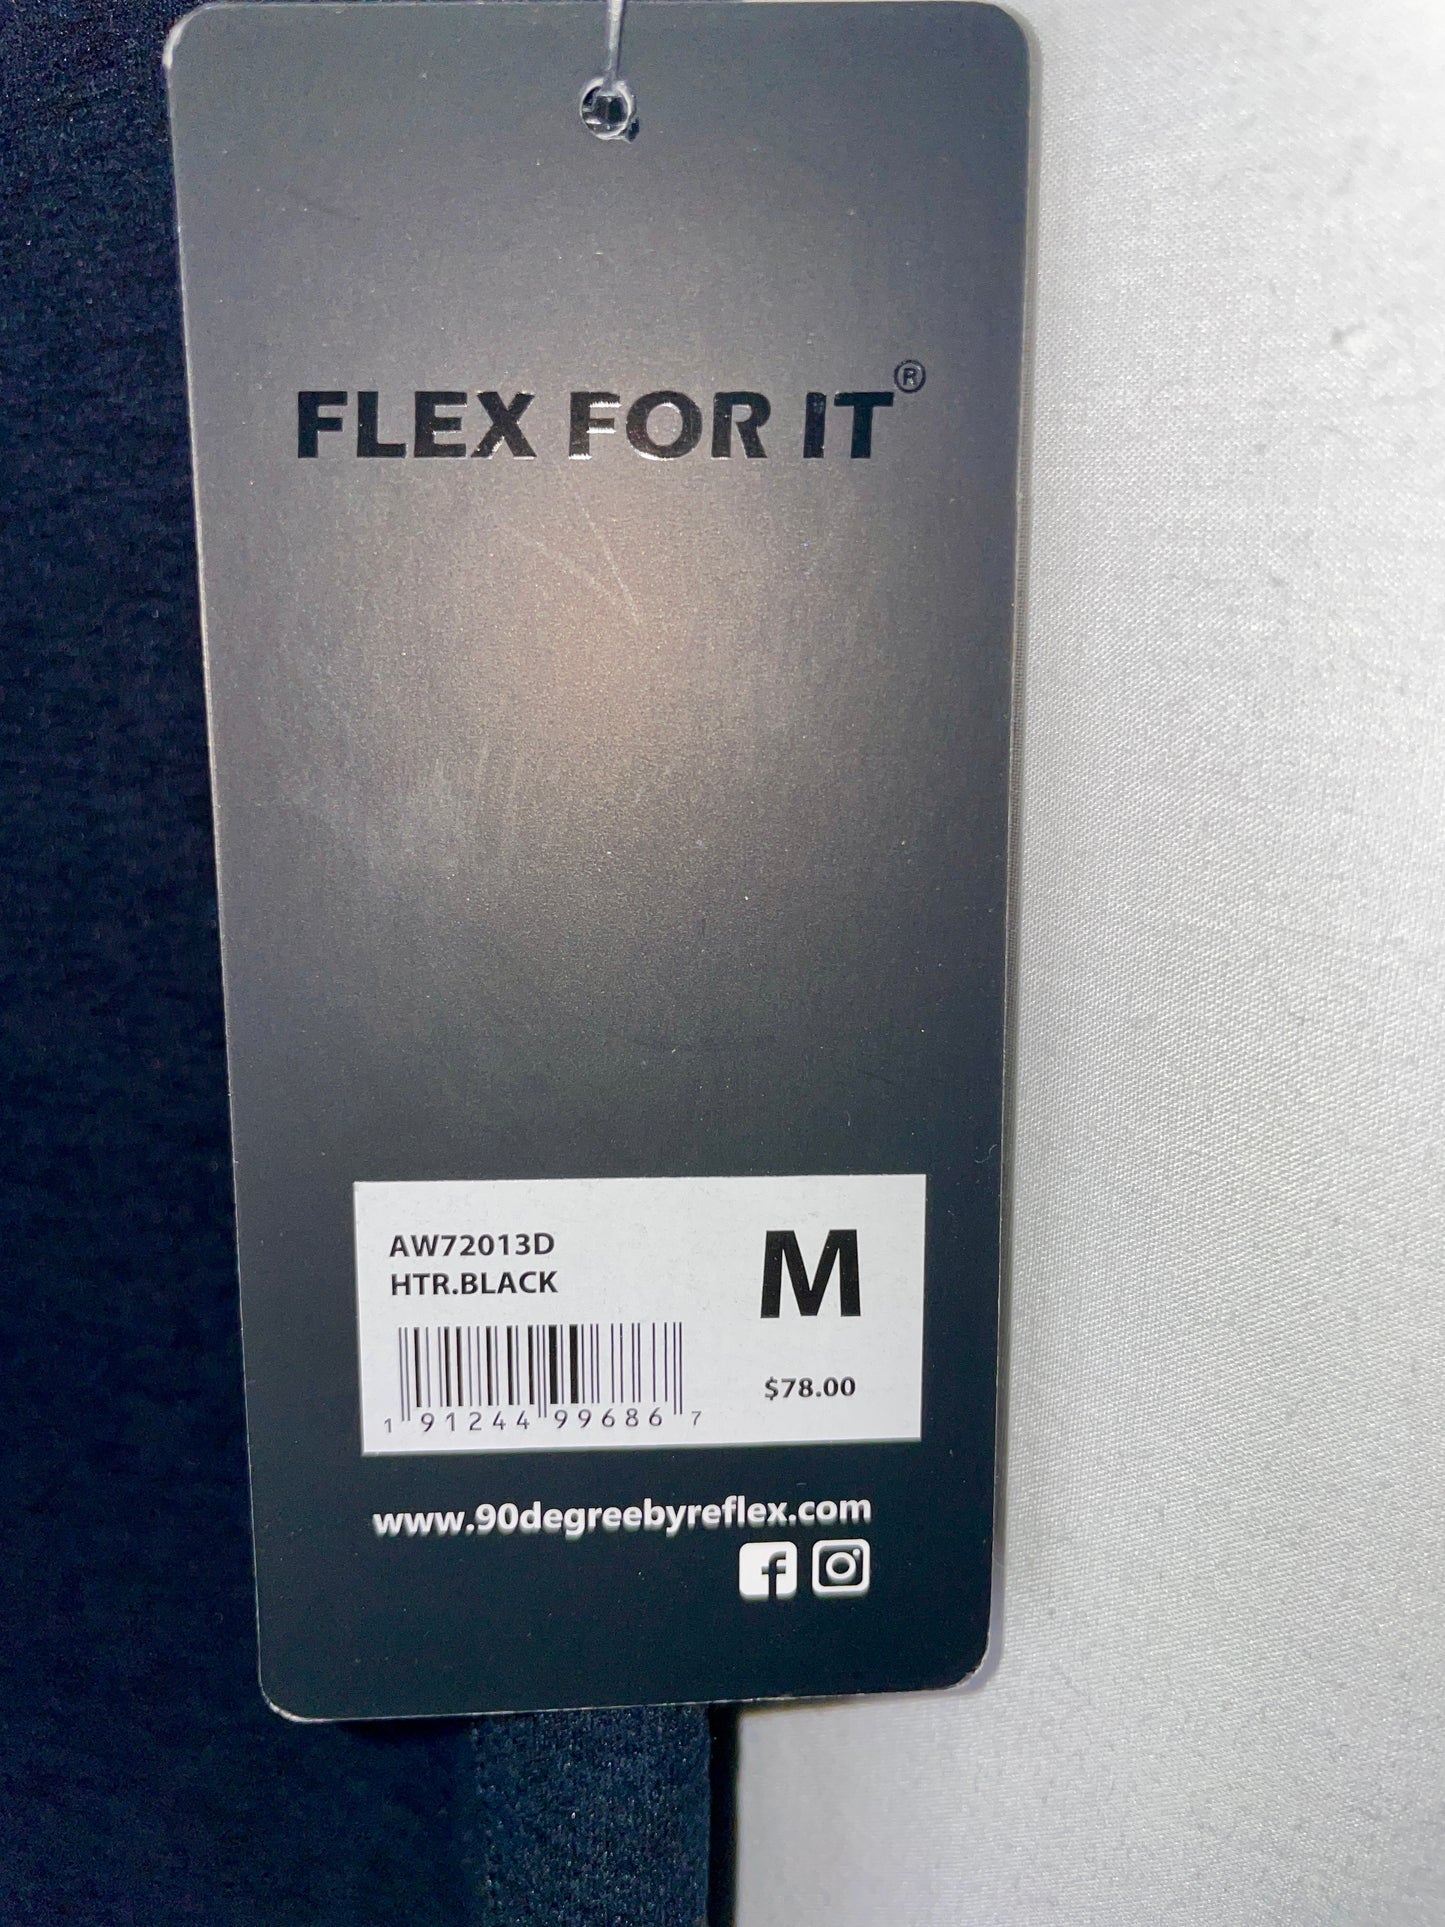 FLEX FOR IT®
AW72013D
HTR.BLACK
M
$78.00
1 91244 99686 7
www.90degreebyreflex.com